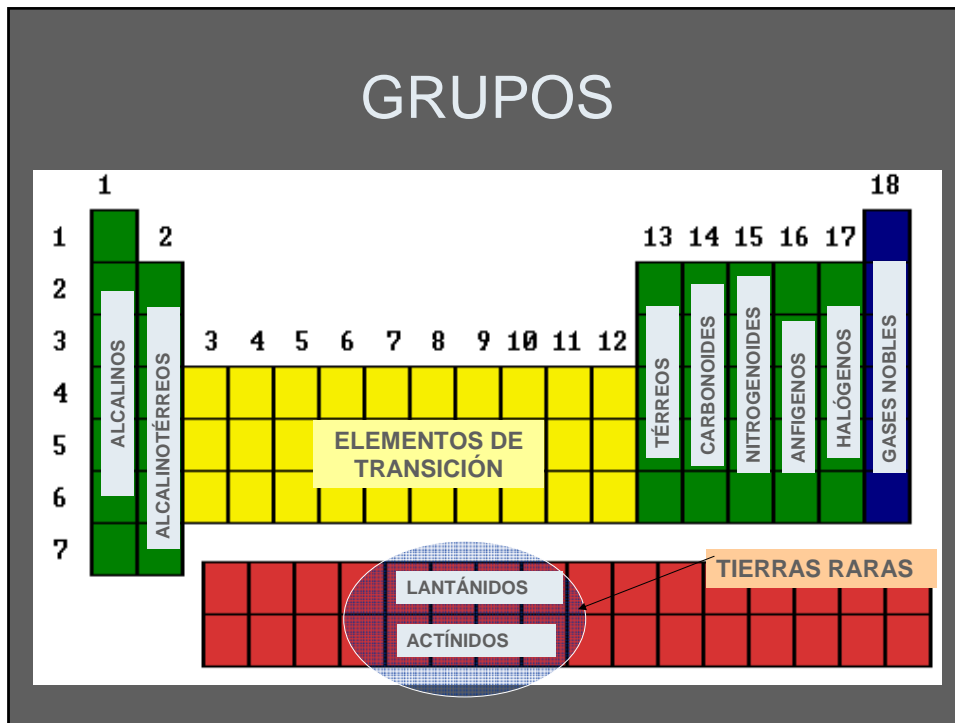 GRUPOS
1 18
1 2 13 14 15 16 17
2
3 3 4 5 6 7 8 9 10 11 12
4
5
6
7
ALCALINOS
ALCALINOTÉRREOS
ELEMENTOS DE
TRANSICIÓN
TÉRREOS
CARBONOIDES
NITROGENOIDES
ANFIGENOS
HALÓGENOS
GASES NOBLES
TIERRAS RARAS
LANTÁNIDOS
ACTÍNIDOS